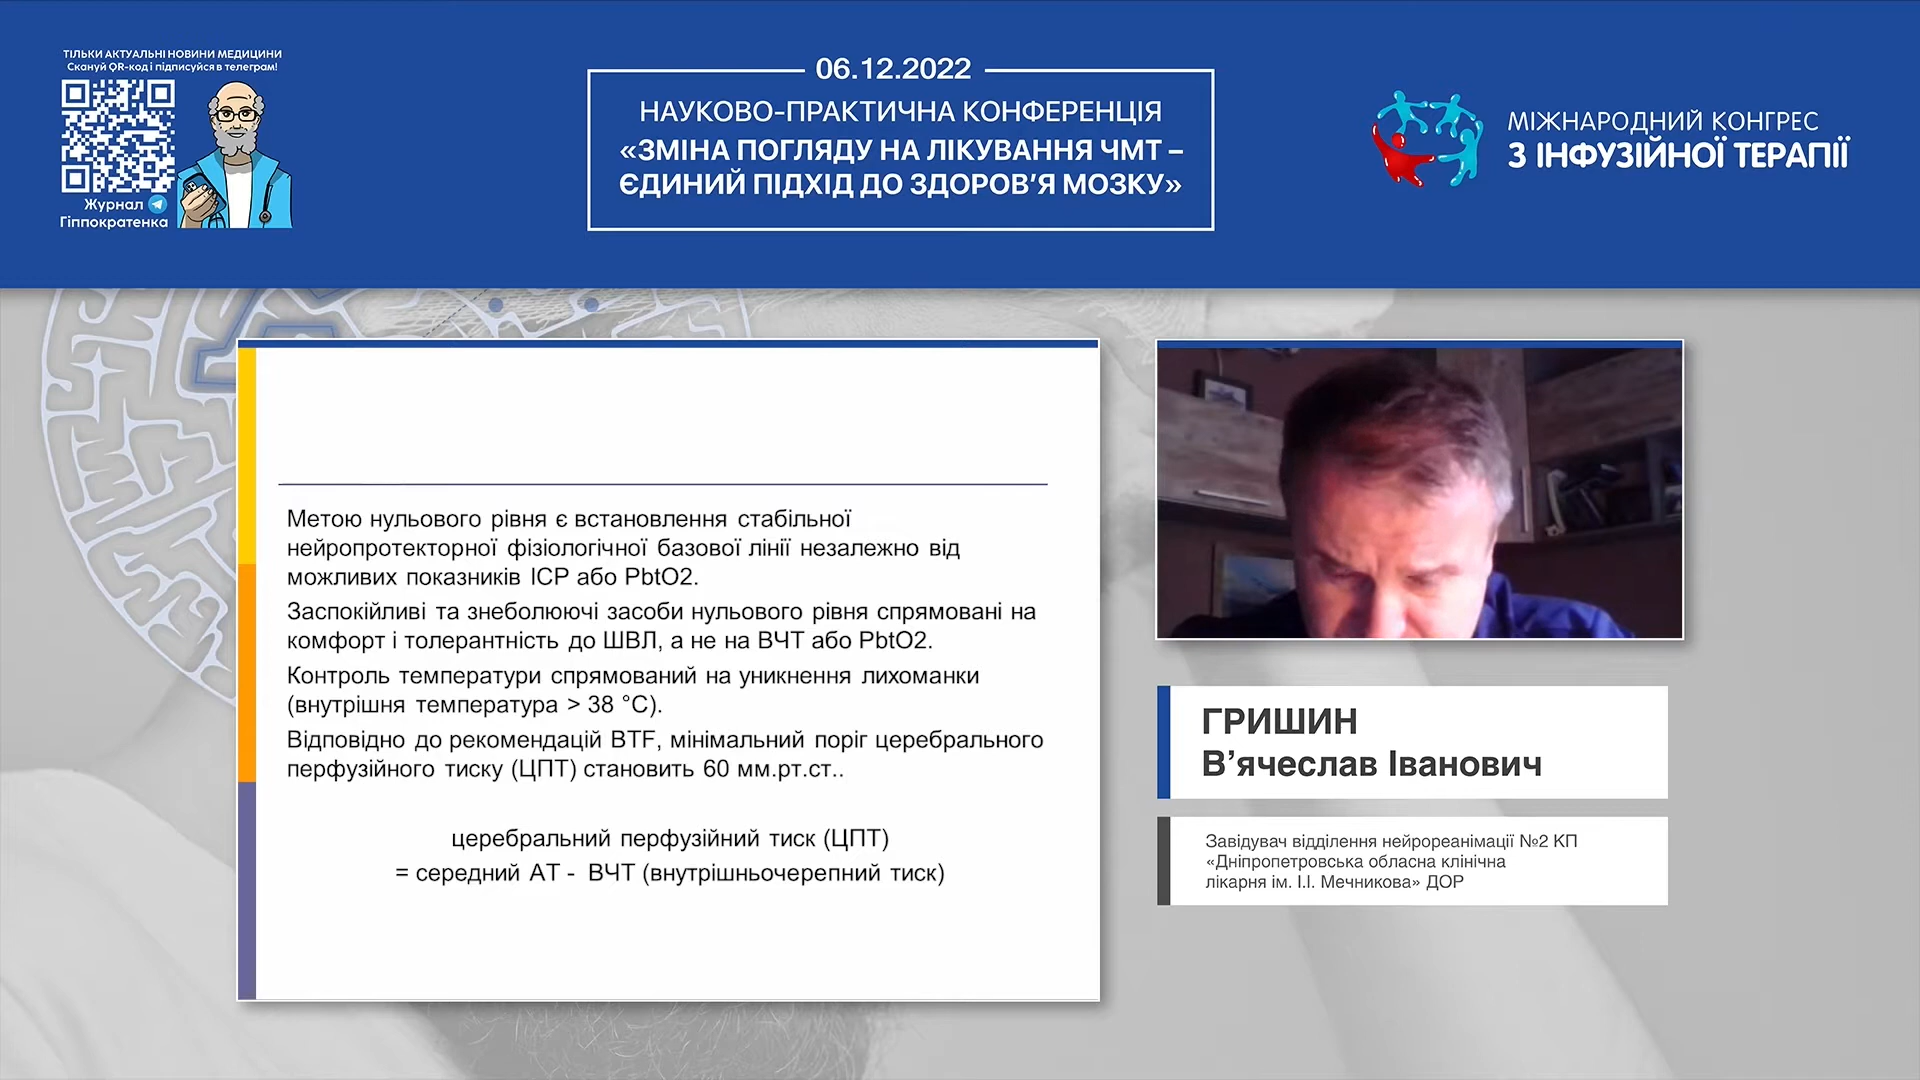 ТІЛЬКИ АКТУАЛЬНІ НОВИНИ МЕДИЦИНИ
Скануй QR-код і підписуйся в телеграм!
Журнал
Гіппократенка
06.12.2022
НАУКОВО-ПРАКТИЧНА КОНФЕРЕНЦІЯ
«ЗМІНА ПОГЛЯДУ НА ЛІКУВАННЯ ЧМТ –
ЄДИНИЙ ПІДХІД ДО ЗДОРОВ’Я МОЗКУ»
МІЖНАРОДНИЙ КОНГРЕС
З ІНФУЗІЙНОЇ ТЕРАПІЇ
Метою нульового рівня є встановлення стабільної
нейропротекторної фізіологічної базової лінії незалежно від
можливих показників ICP або PbtO2.
Заспокійливі та знеболюючі засоби нульового рівня спрямовані на
комфорт і толерантність до ШВЛ, а не на ВЧТ або PbtO2.
Контроль температури спрямований на уникнення лихоманки
(внутрішня температура > 38 °C).
Відповідно до рекомендацій BTF, мінімальний поріг церебрального
перфузійного тиску (ЦПТ) становить 60 мм.рт.ст..
церебральний перфузійний тиск (ЦПТ)
= середний АТ - ВЧТ (внутрішньочерепний тиск)
ГРИШИН
В’ячеслав Іванович
Завідувач відділення нейрореанімації №2 КП
«Дніпропетровська обласна клінічна
лікарня ім. І.І. Мечникова» ДОР